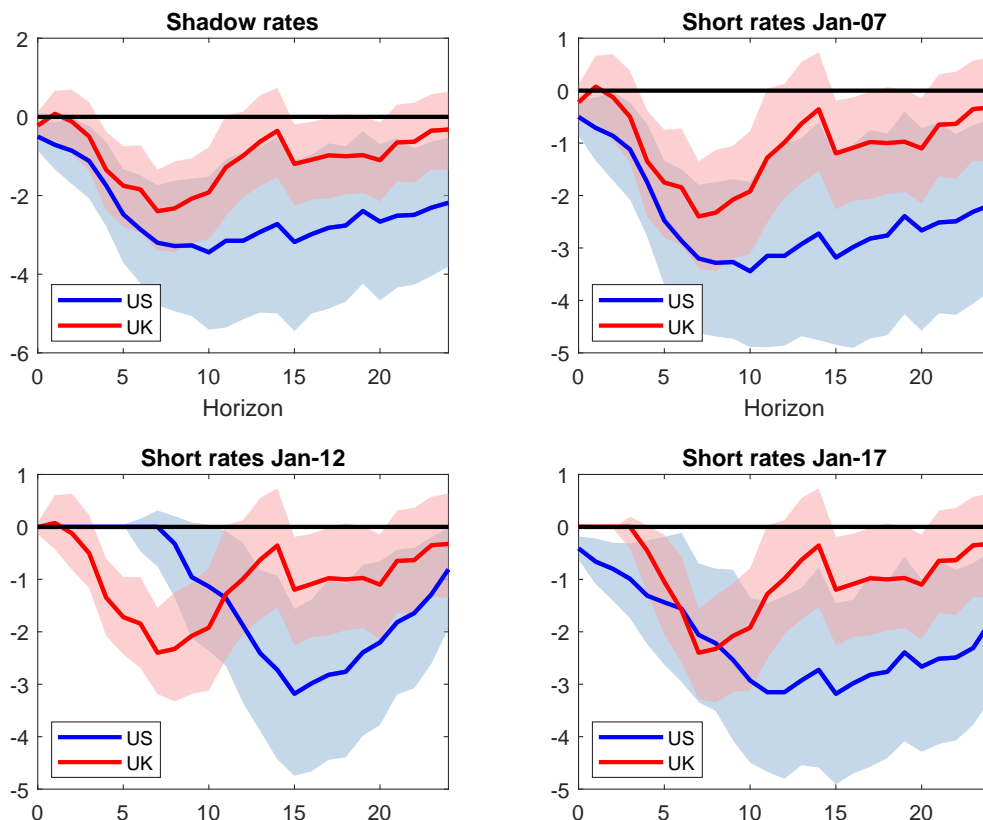 Shadow rates
2
0
-2
-4
-6
US
UK
0 5 10 15 20
Horizon
Short rates Jan-07
1
0
-1
-2
-3
-4
-5
US
UK
0 5 10 15 20
Horizon
Short rates Jan-12
1
0
-1
-2
-3
-4
-5
US
UK
0 5 10 15 20
Short rates Jan-17
1
0
-1
-2
-3
-4
-5
US
UK
0 5 10 15 20